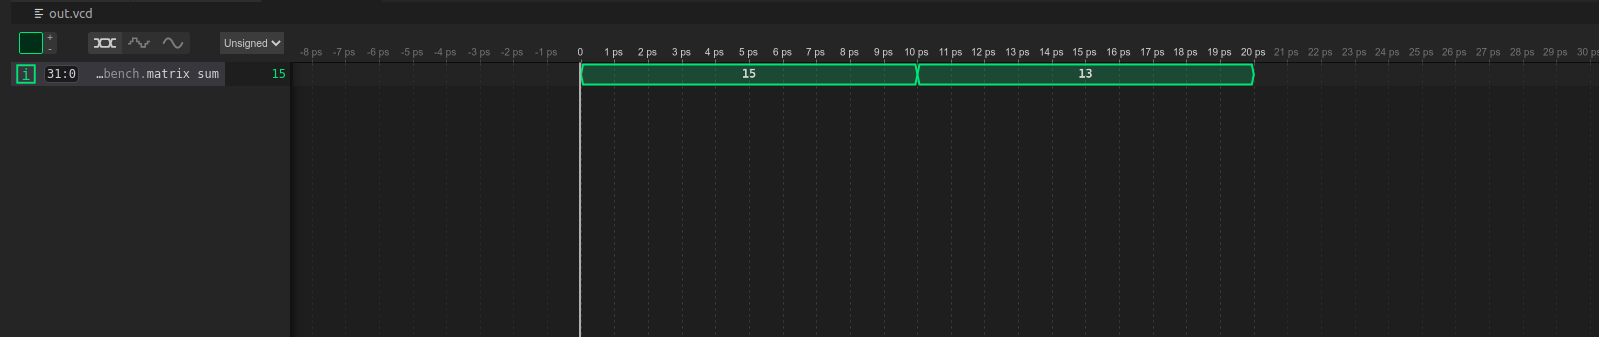 out.vcd
+
-
Unsigned
-8 ps -7 ps -6 ps -5 ps -4 ps -3 ps -2 ps -1 ps 0 1 ps 2 ps 3 ps 4 ps 5 ps 6 ps 7 ps 8 ps 9 ps 10 ps 11 ps 12 ps 13 ps 14 ps 15 ps 16 ps 17 ps 18 ps 19 ps 20 ps 21 ps 22 ps 23 ps 24 ps 25 ps 26 ps 27 ps 28 ps 29 ps 30 ps
i 31:0 …bench.matrix sum 15 15 13